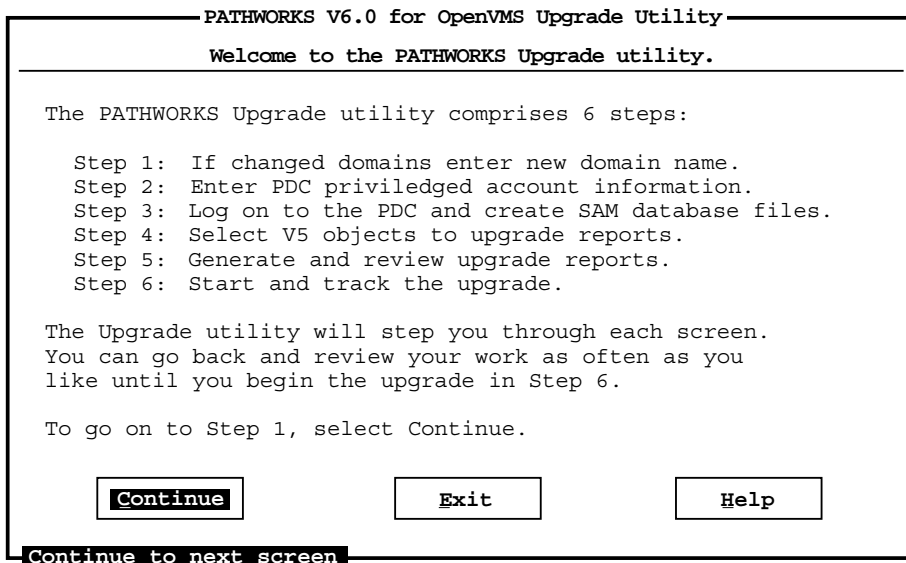 PATHWORKS V6.0 for OpenVMS Upgrade Utility
Welcome to the PATHWORKS Upgrade utility.
The PATHWORKS Upgrade utility comprises 6 steps:
Step 1: If changed domains enter new domain name.
Step 2: Enter PDC priviledged account information.
Step 3: Log on to the PDC and create SAM database files.
Step 4: Select V5 objects to upgrade reports.
Step 5: Generate and review upgrade reports.
Step 6: Start and track the upgrade.
The Upgrade utility will step you through each screen.
You can go back and review your work as often as you
like until you begin the upgrade in Step 6.
To go on to Step 1, select Continue.
Continue Exit Help
Continue to next screen